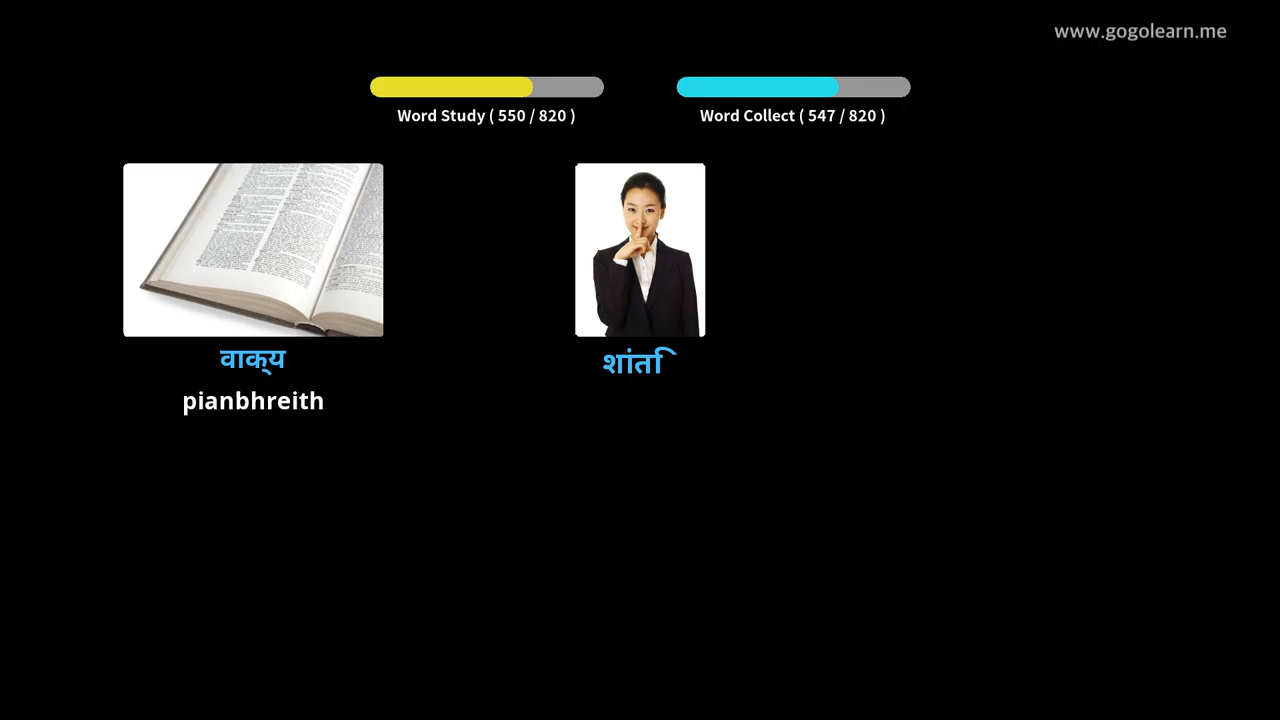 www.gogolearn.me
Word Study ( 550 / 820 )
Word Collect ( 547 / 820 )
वाक्य
pianbhreith
शांति